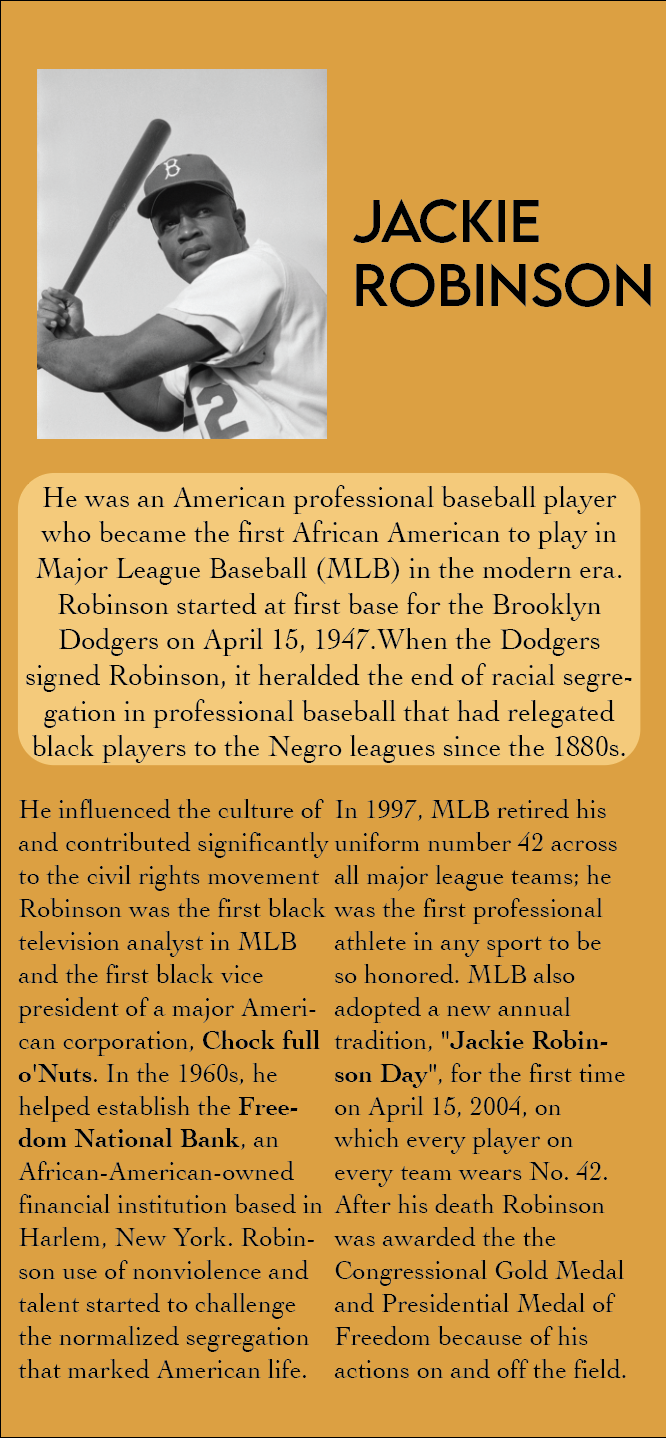 B
JACKIE
ROBINSON
2
He was an American professional baseball player
who became the first African American to play in
Major League Baseball (MLB) in the modern era.
Robinson started at first base for the Brooklyn
Dodgers on April 15, 1947.When the Dodgers
signed Robinson, it heralded the end of racial segre-
gation in professional baseball that had relegated
black players to the Negro leagues since the 1880s.
He influenced the culture of
and contributed significantly
to the civil rights movement
Robinson was the first black
television analyst in MLB
and the first black vice
president of a major Ameri-
can corporation, Chock full
o'Nuts. In the 1960s, he
helped establish the Free-
dom National Bank, an
African-American-owned
financial institution based in
Harlem, New York. Robin-
son use of nonviolence and
talent started to challenge
the normalized segregation
that marked American life.
In 1997, MLB retired his
uniform number 42 across
all major league teams; he
was the first professional
athlete in any sport to be
so honored. MLB also
adopted a new annual
tradition, "Jackie Robin-
son Day", for the first time
on April 15, 2004, on
which every player on
every team wears No. 42.
After his death Robinson
was awarded the the
Congressional Gold Medal
and Presidential Medal of
Freedom because of his
actions on and off the field.